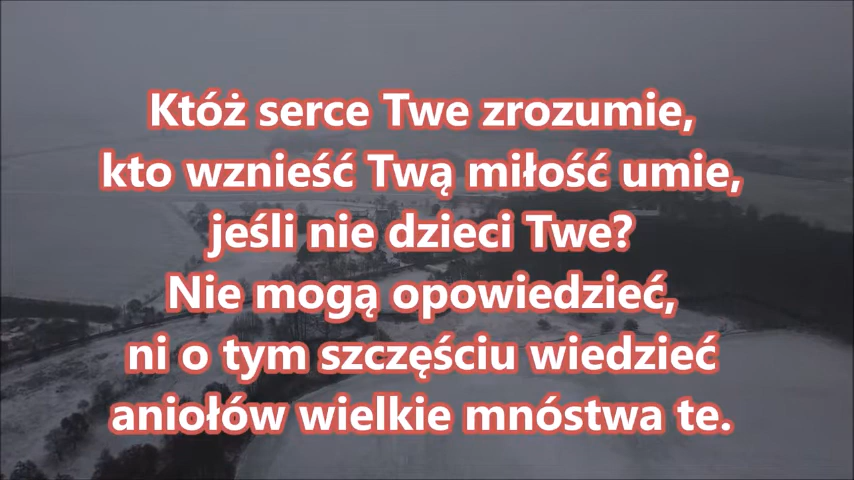 Któż serce Twe zrozumie,
kto wznieść Twą miłość umie,
jeśli nie dzieci Twe?
Nie mogą opowiedzieć,
ni o tym szczęściu wiedzieć
aniołów wielkie mnóstwa te.